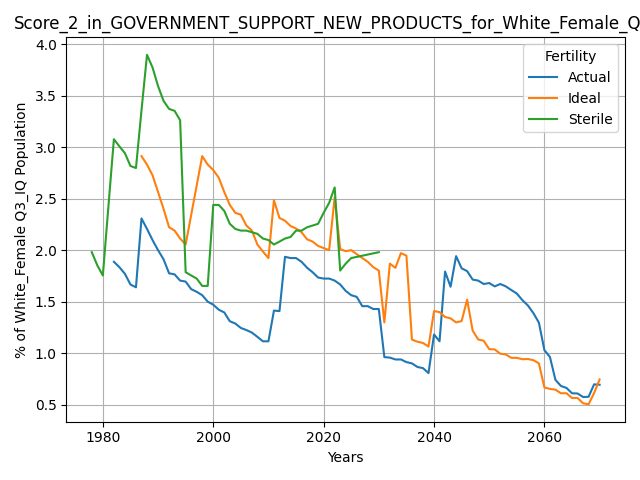 Score_2_in_GOVERNMENT_SUPPORT_NEW_PRODUCTS_for_White_Female_Q
4.0
3.5
3.0
2.5
2.0
1.5
1.0
0.5
% of White_Female Q3_IQ Population
Fertility
Actual
Ideal
Sterile
1980
2000
2020
2040
2060
Years